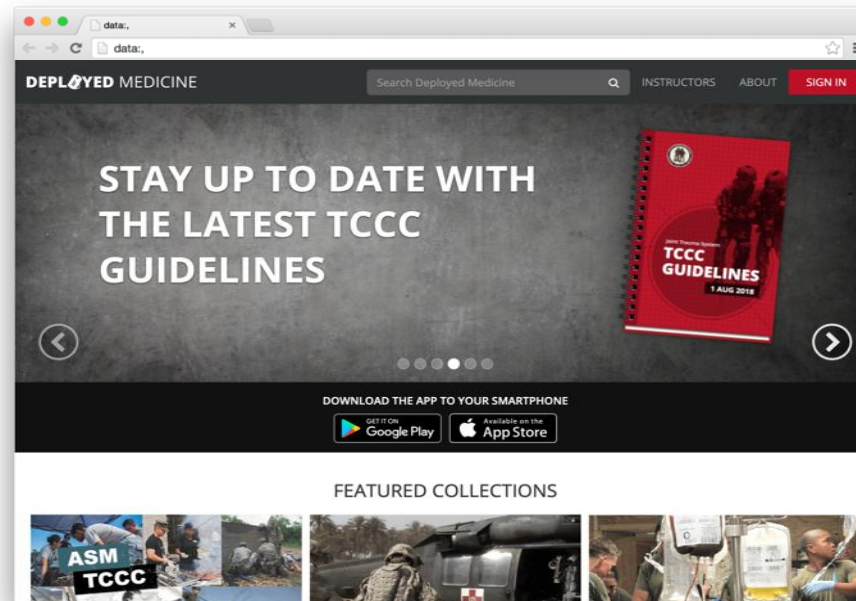 data:,
data:,
DEPLOYED MEDICINE
Search Deployed Medicine
INSTRUCTORS
ABOUT
SIGN IN
STAY UP TO DATE WITH
THE LATEST TCCC
GUIDELINES
Joint Trauma System
TCCC
GUIDELINES
1 AUG 2018
DOWNLOAD THE APP TO YOUR SMARTPHONE
GET IT ON
Google Play
Available on the
App Store
FEATURED COLLECTIONS
ASM
TCCC